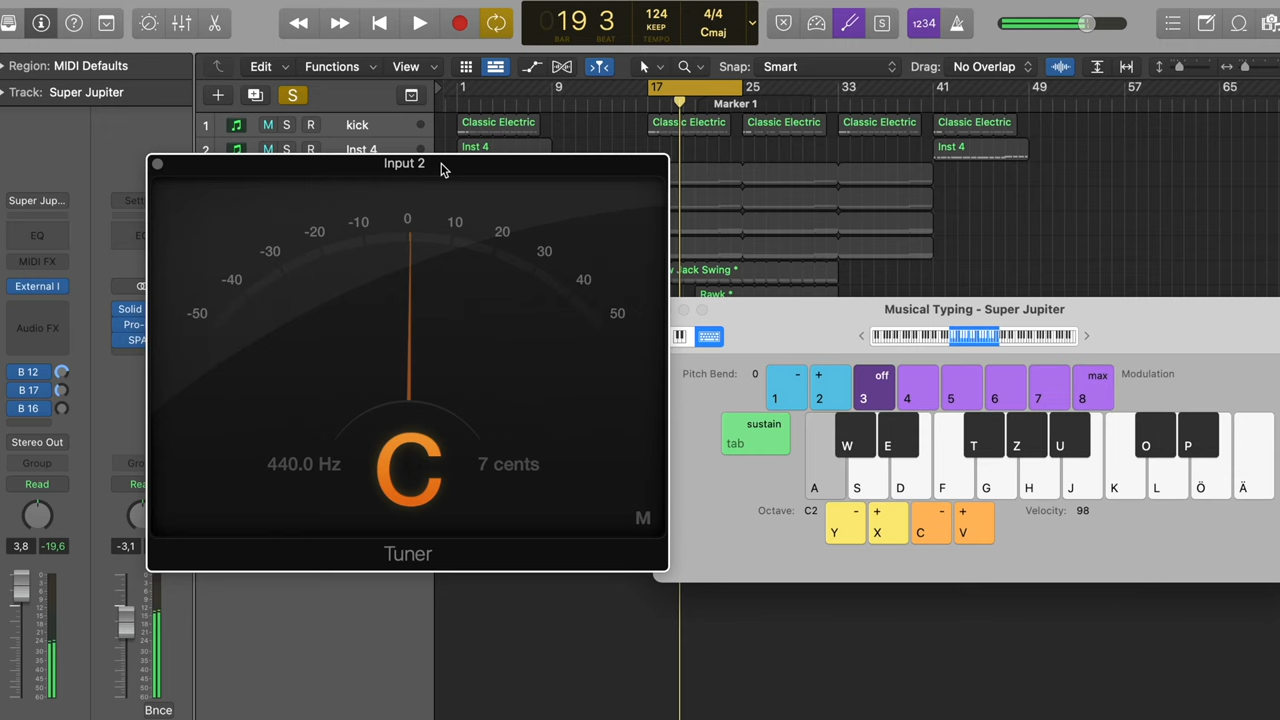 19 3
BAR BEAT
124
KEEP
TEMPO
4/4
Cmaj
S
1234
Region: MIDI Defaults
Track: Super Jupiter
Edit
Functions
View
Snap: Smart
Drag: No Overlap
S
1 9 17 25 33 41 49 57 65
Marker 1
1 M S R kick
Classic Electric Classic Electric Classic Electric Classic Electric Classic Electric
2 M S R Inst 4
Inst 4 Inst 4
Jack Swing *
Rawk *
Super Jup...
EQ
MIDI FX
External I
Audio FX
Solid
Pro-
SPA
B 12
B 17
B 16
Stereo Out
Group
Read
3,8 -19,6
-3,1
Bnce
Input 2
-50 -40 -30 -20 -10 0 10 20 30 40 50
440.0 Hz
C
7 cents
M
Tuner
Musical Typing - Super Jupiter
Pitch Bend: 0
- + off max
1 2 3 4 5 6 7 8
Modulation
sustain
tab
W E T Z U O P
A S D F G H J K L Ö Ä
Octave: C2
- + - +
Y X C V
Velocity: 98